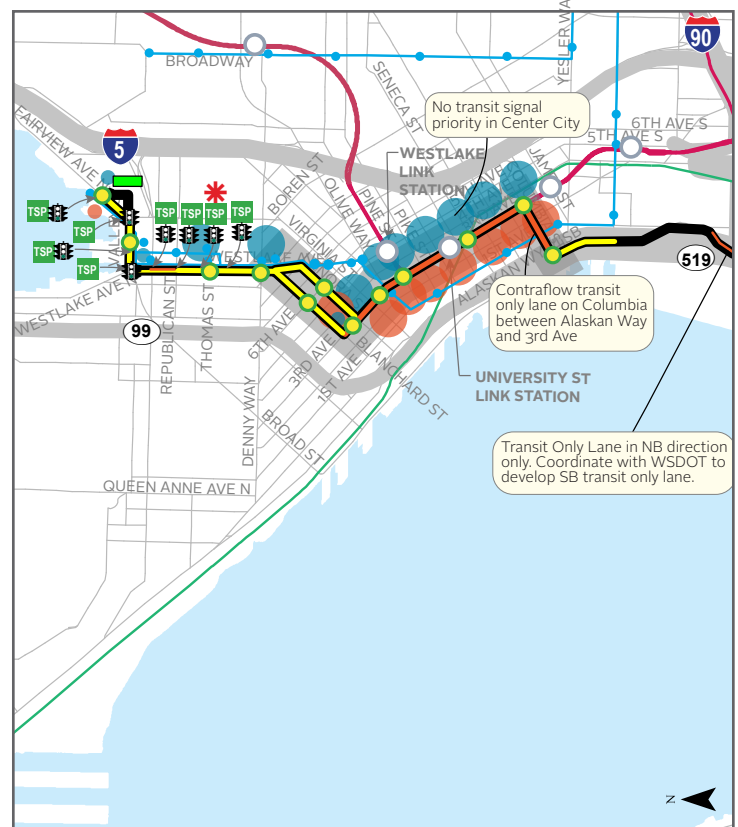 BROADWAY
SENECA ST
YESLER WA
90
5
FAIRVIEW AVE
No transit signal
priority in Center City
6TH AVE S
5TH AVE S
WESTLAKE
LINK
STATION
BOREN ST
VIRGINIA S
OLIVE WAY
PINE ST
TSP
TSP
TSP
TSP
TSP
TSP
TSP
TSP
WESTLAKE AVE N
99
REPUBLICAN ST
THOMAS ST
DENNY WAY
6TH AVE
3RD AVE
1ST AVE
BLANCHARD ST
BROAD ST
QUEEN ANNE AVE N
519
Contraflow transit
only lane on Columbia
between Alaskan Way
and 3rd Ave
UNIVERSITY ST
LINK STATION
Transit Only Lane in NB direction
only. Coordinate with WSDOT to
develop SB transit only lane.
N